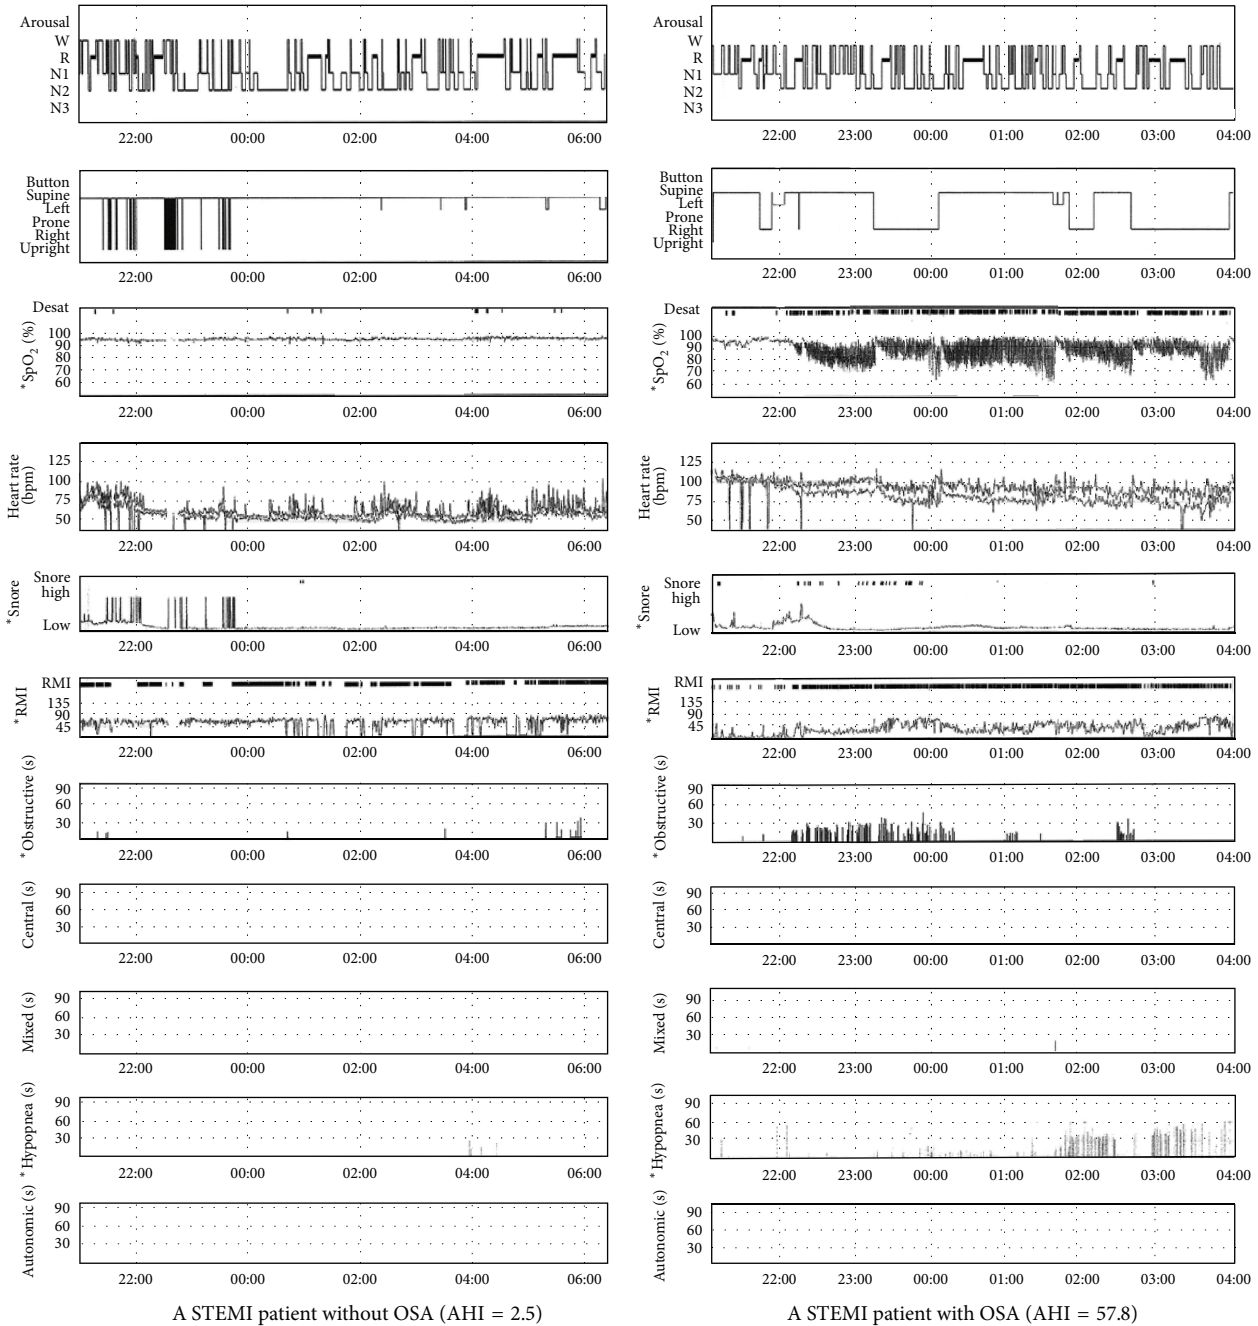 Arousal
W
R
N1
N2
N3
22:00 00:00 02:00 04:00 06:00
Button
Supine
Left
Prone
Right
Upright
22:00 00:00 02:00 04:00 06:00
Desat
*SpO2 (%)
100
90
80
70
60
22:00 00:00 02:00 04:00 06:00
Heart rate
(bpm)
125
100
75
50
22:00 00:00 02:00 04:00 06:00
*Snore
Snore
high
Low
22:00 00:00 02:00 04:00 06:00
*RMI
RMI
135
90
45
22:00 00:00 02:00 04:00 06:00
*Obstructive (s)
90
60
30
22:00 00:00 02:00 04:00 06:00
Central (s)
90
60
30
22:00 00:00 02:00 04:00 06:00
Mixed (s)
90
60
30
22:00 00:00 02:00 04:00 06:00
*Hypopnea (s)
90
60
30
22:00 00:00 02:00 04:00 06:00
Autonomic (s)
90
60
30
22:00 00:00 02:00 04:00 06:00
A STEMI patient without OSA (AHI = 2.5)
Arousal
W
R
N1
N2
N3
22:00 23:00 00:00 01:00 02:00 03:00 04:00
Button
Supine
Left
Prone
Right
Upright
22:00 23:00 00:00 01:00 02:00 03:00 04:00
Desat
*SpO2 (%)
100
90
80
70
60
22:00 23:00 00:00 01:00 02:00 03:00 04:00
Heart rate
(bpm)
125
100
75
50
22:00 23:00 00:00 01:00 02:00 03:00 04:00
*Snore
Snore
high
Low
22:00 23:00 00:00 01:00 02:00 03:00 04:00
*RMI
RMI
135
90
45
22:00 23:00 00:00 01:00 02:00 03:00 04:00
*Obstructive (s)
90
60
30
22:00 23:00 00:00 01:00 02:00 03:00 04:00
Central (s)
90
60
30
22:00 23:00 00:00 01:00 02:00 03:00 04:00
Mixed (s)
90
60
30
22:00 23:00 00:00 01:00 02:00 03:00 04:00
*Hypopnea (s)
90
60
30
22:00 23:00 00:00 01:00 02:00 03:00 04:00
Autonomic (s)
90
60
30
22:00 23:00 00:00 01:00 02:00 03:00 04:00
A STEMI patient with OSA (AHI = 57.8)